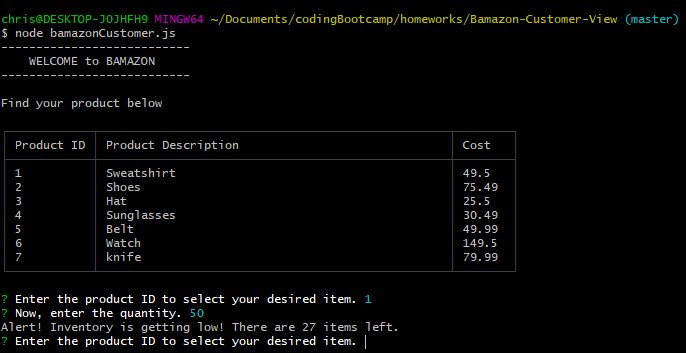 chris@DESKTOP-JOJHFH9 MINGW64 ~/Documents/codingBootcamp/homeworks/Bamazon-Customer-View (master)
$ node bamazonCustomer.js
---------------------------
WELCOME to BAMAZON
---------------------------
Find your product below
Product ID Product Description Cost
1 Sweatshirt 49.5
2 Shoes 75.49
3 Hat 25.5
4 Sunglasses 30.49
5 Belt 49.99
6 Watch 149.5
7 knife 79.99
? Enter the product ID to select your desired item. 1
? Now, enter the quantity. 50
Alert! Inventory is getting low! There are 27 items left.
? Enter the product ID to select your desired item.